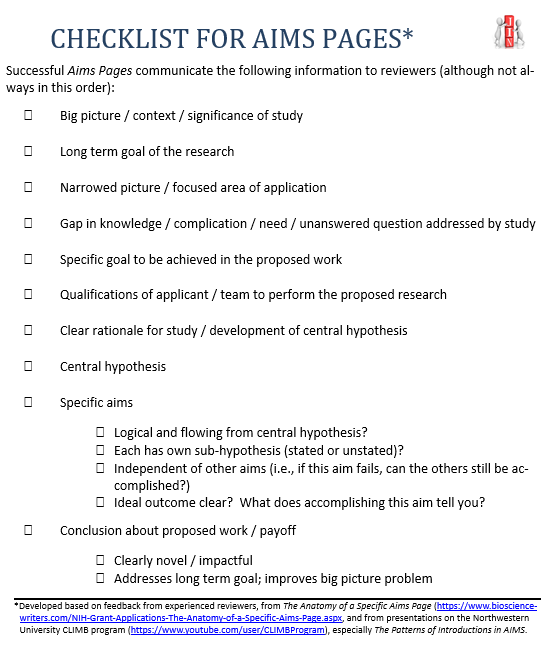 CHECKLIST FOR AIMS PAGES*
Successful Aims Pages communicate the following information to reviewers (although not al-
ways in this order):
☐ Big picture / context / significance of study
☐ Long term goal of the research
☐ Narrowed picture / focused area of application
☐ Gap in knowledge / complication / need / unanswered question addressed by study
☐ Specific goal to be achieved in the proposed work
☐ Qualifications of applicant / team to perform the proposed research
☐ Clear rationale for study / development of central hypothesis
☐ Central hypothesis
☐ Specific aims
☐ Logical and flowing from central hypothesis?
☐ Each has own sub-hypothesis (stated or unstated)?
☐ Independent of other aims (i.e., if this aim fails, can the others still be ac-
complished?)
☐ Ideal outcome clear?  What does accomplishing this aim tell you?
☐ Conclusion about proposed work / payoff
☐ Clearly novel / impactful
☐ Addresses long term goal; improves big picture problem
*Developed based on feedback from experienced reviewers, from The Anatomy of a Specific Aims Page (https://www.bioscience-
writers.com/NIH-Grant-Applications-The-Anatomy-of-a-Specific-Aims-Page.aspx, and from presentations on the Northwestern
University CLIMB program (https://www.youtube.com/user/CLIMBProgram), especially The Patterns of Introductions in AIMS.